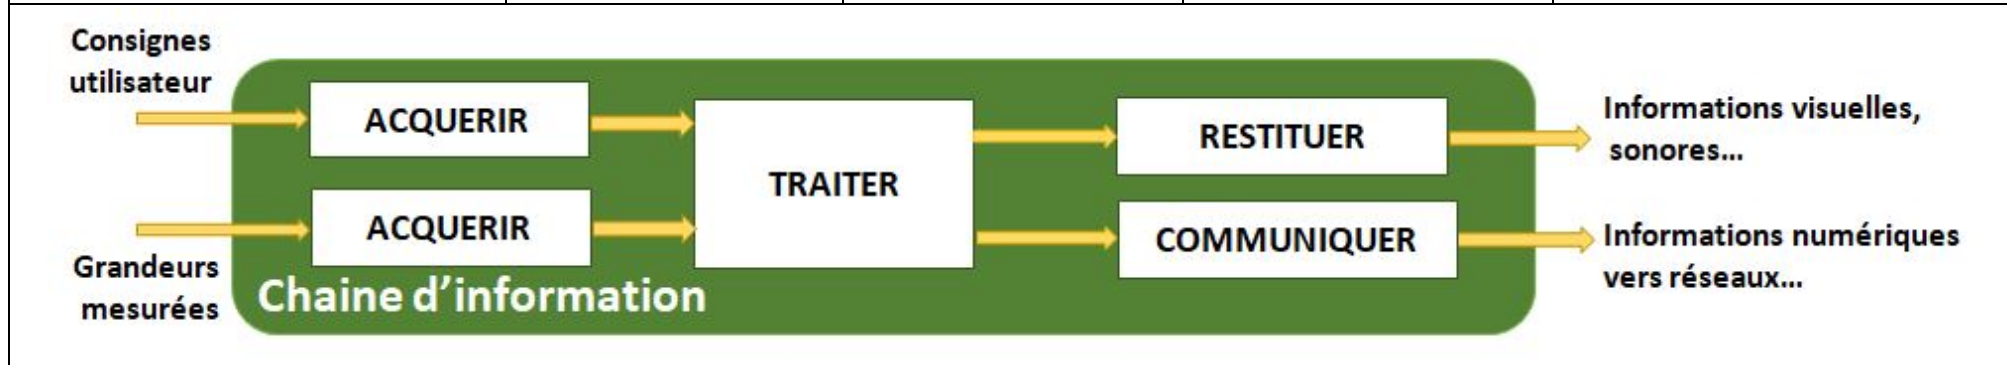 Consignes
utilisateur
ACQUERIR
ACQUERIR
Grandeurs
mesurées
TRAITER
RESTITUER
COMMUNIQUER
Informations visuelles,
sonores...
Informations numériques
vers réseaux...
Chaine d’information